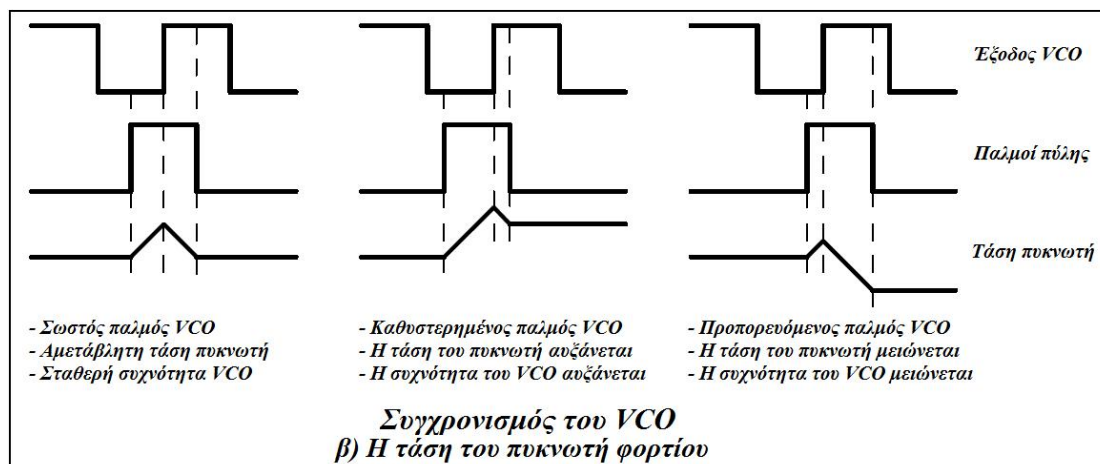 Έξοδος VCO
Παλμοί πύλης
Τάση πυκνωτή
- Σωστός παλμός VCO
- Αμετάβλητη τάση πυκνωτή
- Σταθερή συχνότητα VCO
- Καθυστερημένος παλμός VCO
- Η τάση του πυκνωτή αυξάνεται
- Η συχνότητα του VCO αυξάνεται
- Προπορευόμενος παλμός VCO
- Η τάση του πυκνωτή μειώνεται
- Η συχνότητα του VCO μειώνεται
Συγχρονισμός του VCO
β) Η τάση του πυκνωτή φορτίου